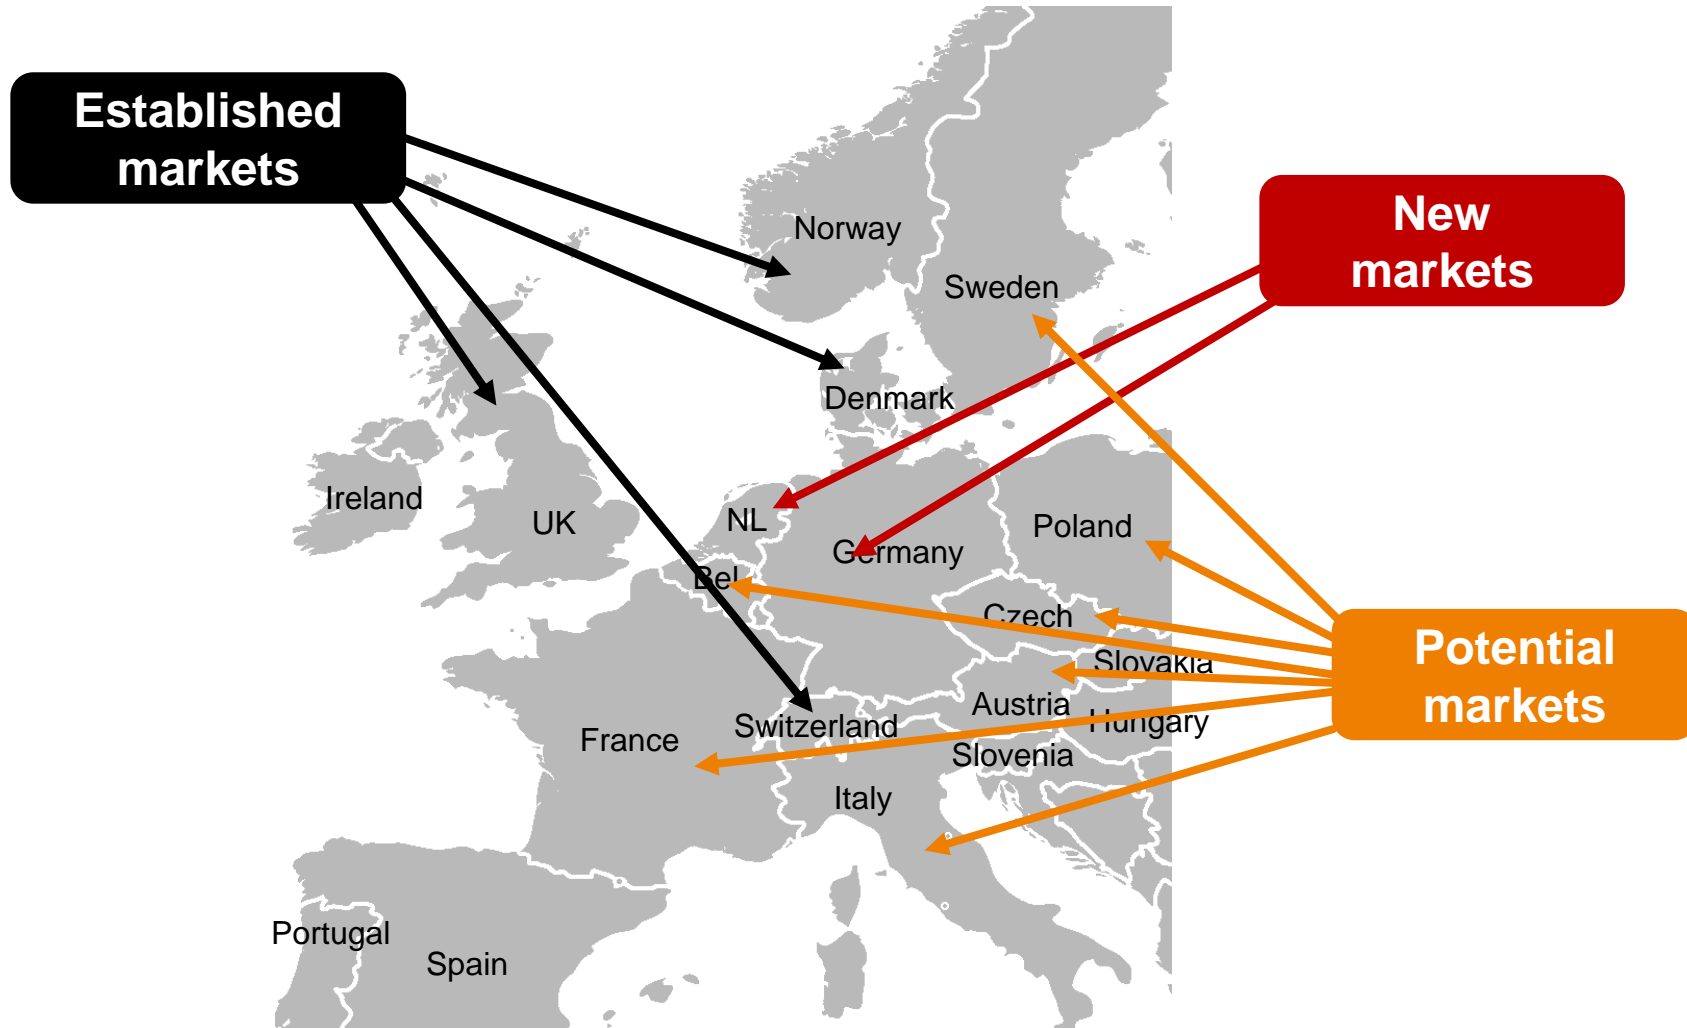 Established
markets
New
markets
Norway
Sweden
Denmark
Ireland
UK
NL
Germany
Poland
Bel
Czech
Slovakia
Austria
Hungary
Switzerland
France
Slovenia
Italy
Potential
markets
Portugal
Spain